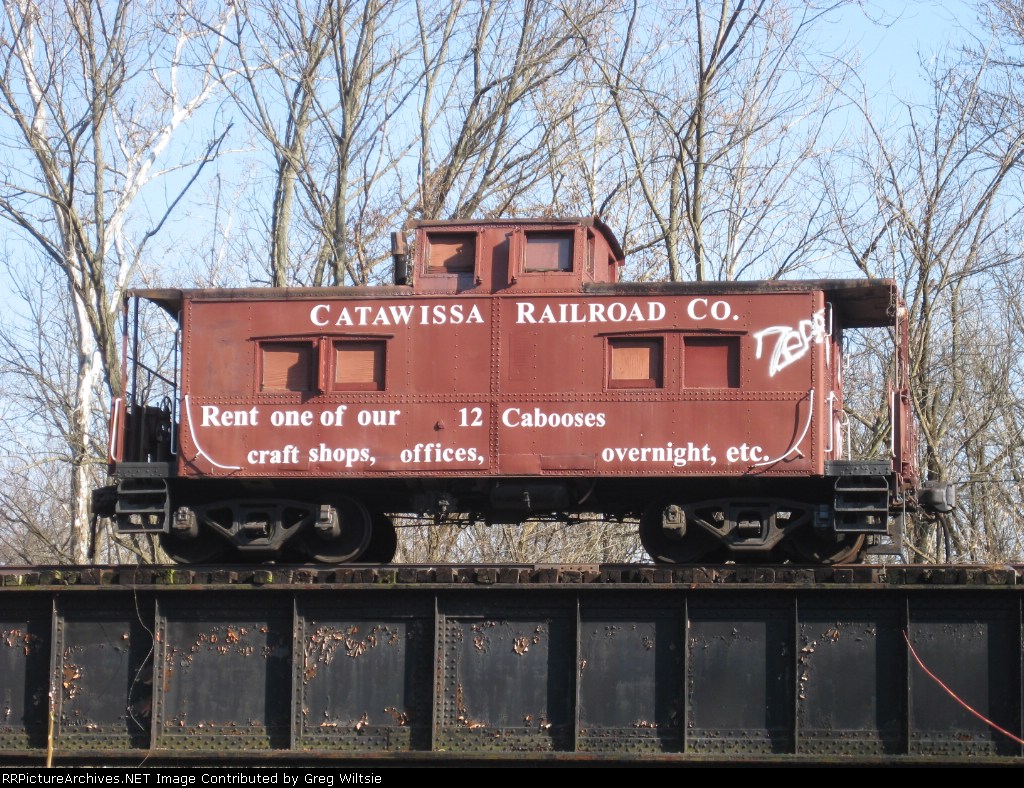 CATAWISSA RAILROAD CO.
Rent one of our 12 Cabooses
craft shops, offices, overnight, etc.
RRPictureArchives.NET Image Contributed by Greg Wiltsie